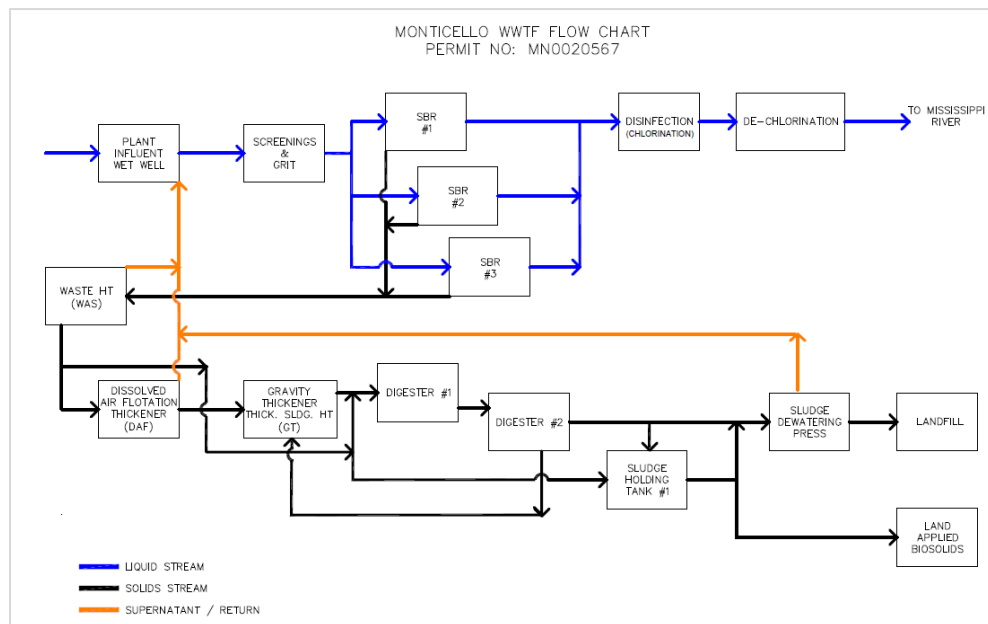 MONTICELLO WWTF FLOW CHART
PERMIT NO: MN0020567
PLANT
INFLUENT
WET WELL
SCREENINGS
&
GRIT
SBR
#1
SBR
#2
SBR
#3
DISINFECTION
(CHLORINATION)
DE-CHLORINATION
TO MISSISSIPPI
RIVER
WASTE HT
(WAS)
DISSOLVED
AIR FLOTATION
THICKENER
(DAF)
GRAVITY
THICKENER
THICK. SLDG. HT
(GT)
DIGESTER #1
DIGESTER #2
SLUDGE
HOLDING
TANK #1
SLUDGE
DEWATERING
PRESS
LANDFILL
LAND
APPLIED
BIOSOLIDS
LIQUID STREAM
SOLIDS STREAM
SUPERNATANT / RETURN